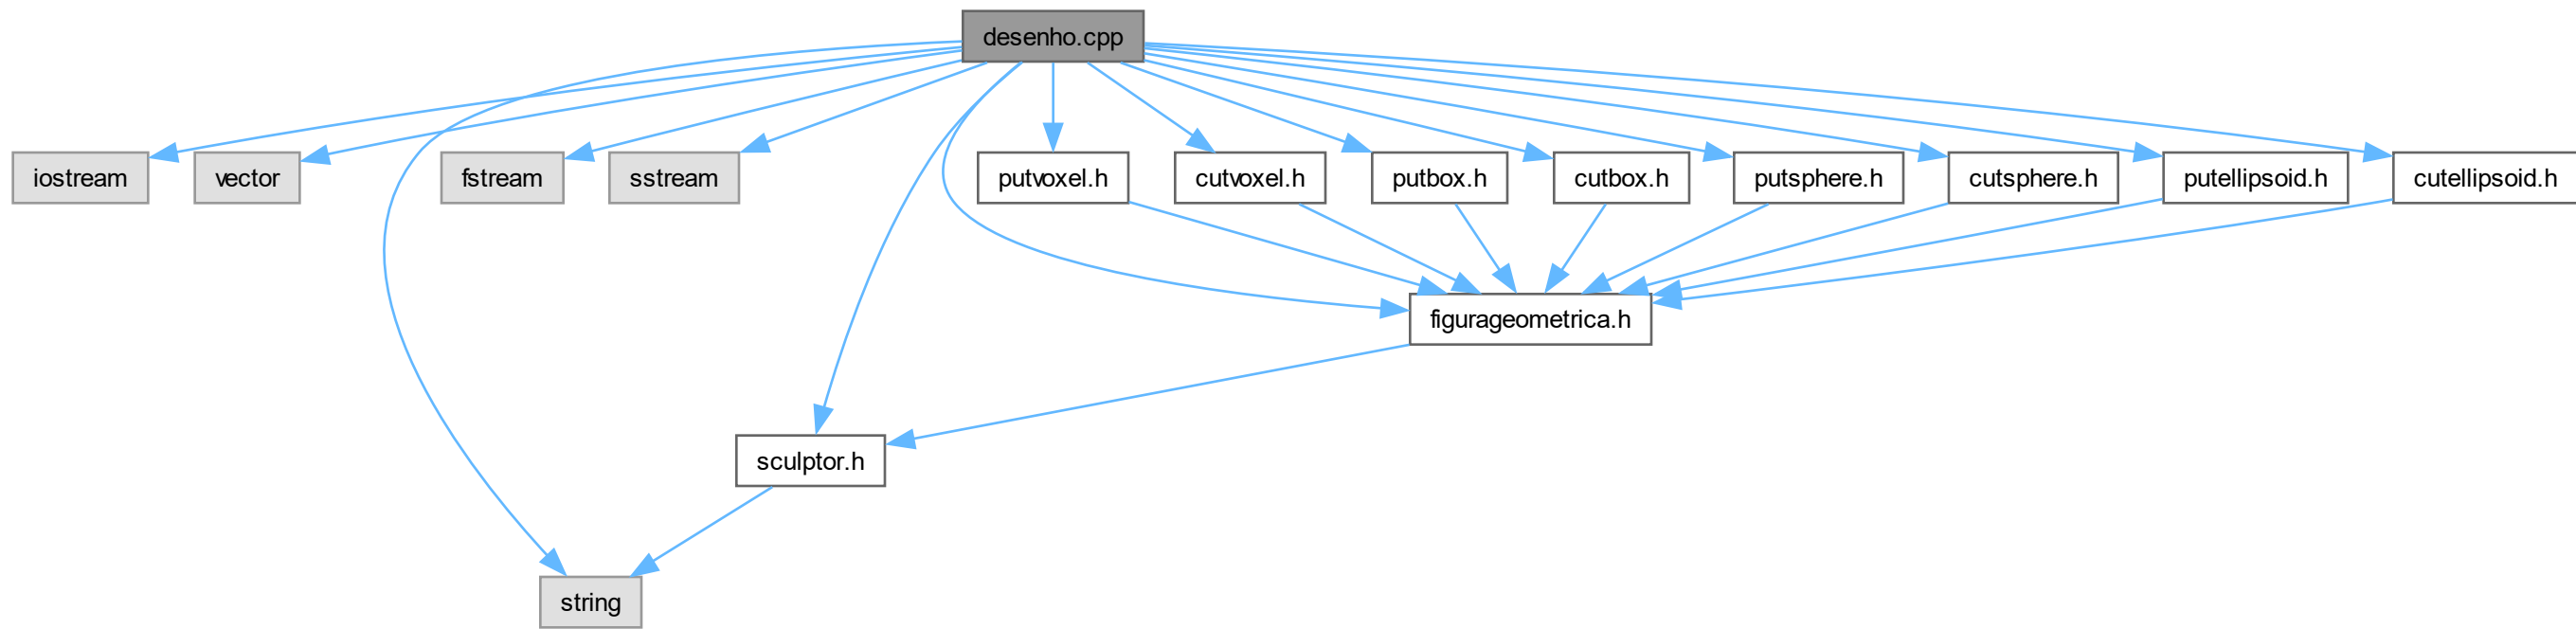 desenho.cpp
iostream
vector
fstream
sstream
putvoxel.h
cutvoxel.h
putbox.h
cutbox.h
putsphere.h
cutsphere.h
putellipsoid.h
cutellipsoid.h
figurageometrica.h
sculptor.h
string